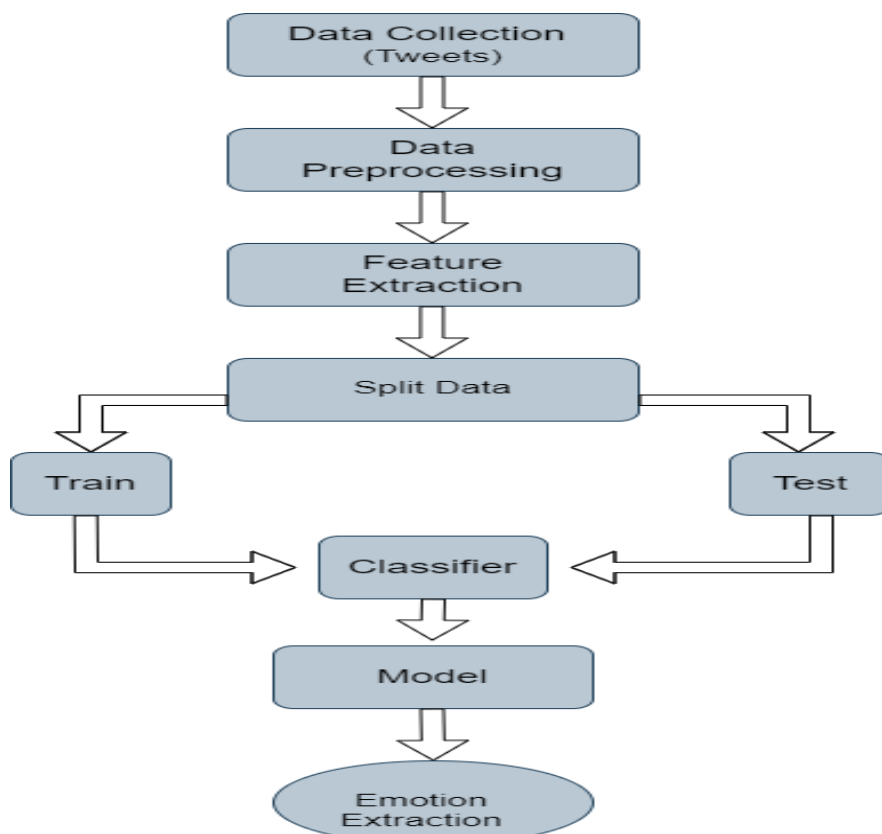 Data Collection
(Tweets)
Data
Preprocessing
Feature
Extraction
Split Data
Train
Test
Classifier
Model
Emotion
Extraction